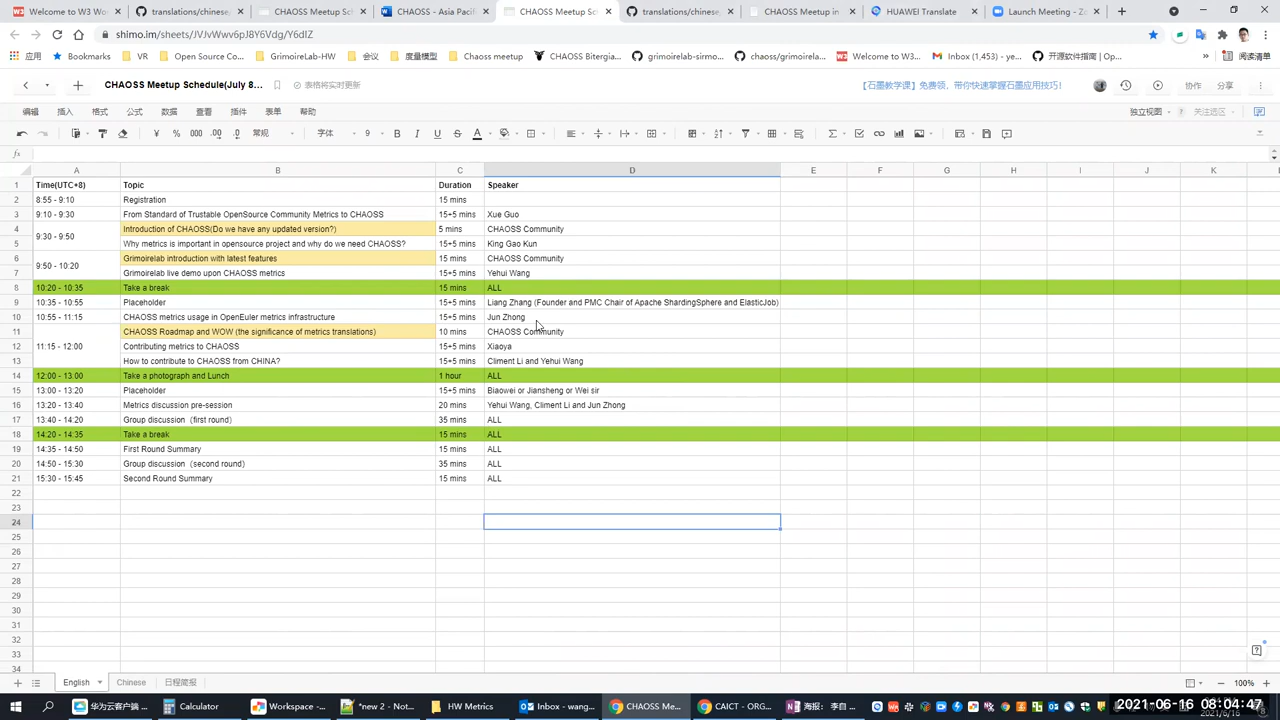 Welcome to W3
translations/chinese/
CHAOSS Meetup Sch
CHAOSS - Asia Pacifi
CHAOSS Meetup Sch
translations/chinese/
CHAOSS Meetup in
HUAWEI Translate
Launch Meeting - Z
shimo.im/sheets/JVJvWwv6pJ8Y6Vdg/Y6dIZ
Bookmarks VR Open Source Co... GrimoireLab-HW 会议 度量模型 Chaoss meetup CHAOSS Bitergia... grimoirelab-sirmo... chaoss/grimoirela... Welcome to W3... Inbox (1,453) - ye... 开源软件指南 | Op... » 阅读清单
CHAOSS Meetup Schedule(July 8... 表格将实时更新 【石墨教学课】免费领，带你快速掌握石墨应用技巧！ 协作 分享
编辑 插入 格式 公式 数据 查看 插件 表单 帮助 独立视图 关注选区
¥ % 000 常规 字体 9 B I U S A
fx
A B C D E F G H I J K
1 Time(UTC+8) Topic Duration Speaker
2 8:55 - 9:10 Registration 15 mins
3 9:10 - 9:30 From Standard of Trustable OpenSource Community Metrics to CHAOSS 15+5 mins Xue Guo
4 9:30 - 9:50 Introduction of CHAOSS(Do we have any updated version?) 5 mins CHAOSS Community
5 Why metrics is important in opensource project and why do we need CHAOSS? 15+5 mins King Gao Kun
6 9:50 - 10:20 Grimoirelab introduction with latest features 15 mins CHAOSS Community
7 Grimoirelab live demo upon CHAOSS metrics 15+5 mins Yehui Wang
8 10:20 - 10:35 Take a break 15 mins ALL
9 10:35 - 10:55 Placeholder 15+5 mins Liang Zhang (Founder and PMC Chair of Apache ShardingSphere and ElasticJob)
10 10:55 - 11:15 CHAOSS metrics usage in OpenEuler metrics infrastructure 15+5 mins Jun Zhong
11 CHAOSS Roadmap and WOW (the significance of metrics translations) 10 mins CHAOSS Community
12 11:15 - 12:00 Contributing metrics to CHAOSS 15+5 mins Xiaoya
13 How to contribute to CHAOSS from CHINA? 15+5 mins Climent Li and Yehui Wang
14 12:00 - 13:00 Take a photograph and Lunch 1 hour ALL
15 13:00 - 13:20 Placeholder 15+5 mins Biaowei or Jiansheng or Wei sir
16 13:20 - 13:40 Metrics discussion pre-session 20 mins Yehui Wang, Climent Li and Jun Zhong
17 13:40 - 14:20 Group discussion（first round） 35 mins ALL
18 14:20 - 14:35 Take a break 15 mins ALL
19 14:35 - 14:50 First Round Summary 15 mins ALL
20 14:50 - 15:30 Group discussion（second round） 35 mins ALL
21 15:30 - 15:45 Second Round Summary 15 mins ALL
22
23
24
25
26
27
28
29
30
31
32
33
34
English Chinese 日程简报 100%
华为云客户端... Calculator Workspace -... *new 2 - Not... HW Metrics Inbox - wang... CHAOSS Me... CAICT - ORG... 海报：李目...
2021-06-16 13:04:47
2021/6/16